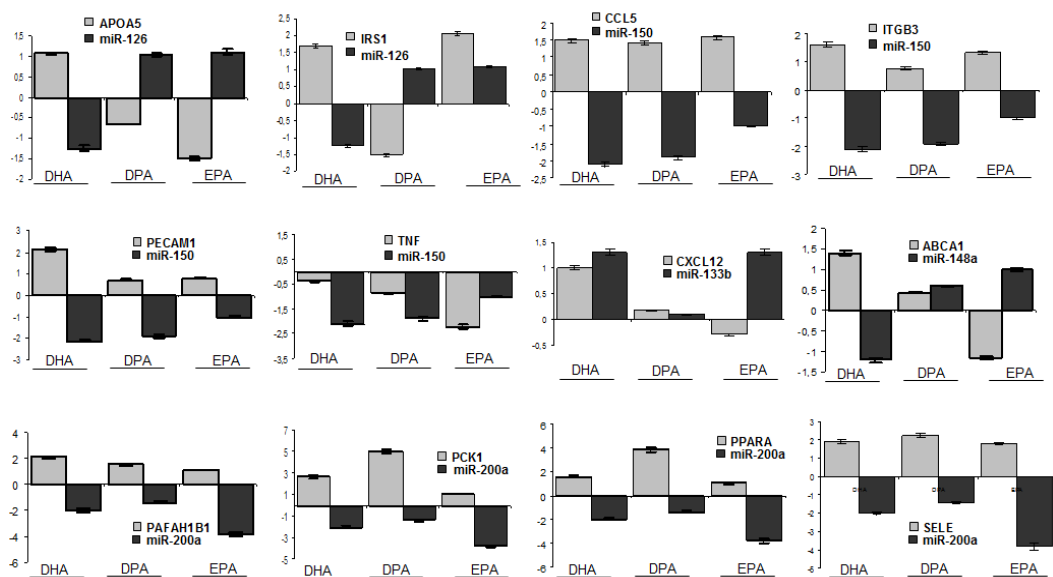 APOA5
miR-126
1,5
1
0,5
0
-0,5
-1
-1,5
-2
DHA DPA EPA
IRS1
miR-126
2,5
2
1,5
1
0,5
0
-0,5
-1
-1,5
-2
DHA DPA EPA
CCL5
miR-150
2
1,5
1
0,5
0
-0,5
-1
-1,5
-2
-2,5
DHA DPA EPA
ITGB3
miR-150
2
1
0
-1
-2
-3
DHA DPA EPA
PECAM1
miR-150
3
2
1
0
-1
-2
-3
DHA DPA EPA
TNF
miR-150
0,5
0
-0,5
-1,5
-2,5
-3,5
DHA DPA EPA
CXCL12
miR-133b
1,5
1
0,5
0
-0,5
DHA DPA EPA
ABCA1
miR-148a
2
1,5
1
0,5
0
-0,5
-1
-1,5
DHA DPA EPA
4
2
0
-2
-4
-6
PAFAH1B1
miR-200a
DHA DPA EPA
PCK1
miR-200a
7
5
3
1
-1
-3
-5
DHA DPA EPA
PPARA
miR-200a
6
4
2
0
-2
-4
-6
DHA DPA EPA
3
2
1
0
-1
-2
-3
-4
DHA DPA EPA
SELE
miR-200a
DHA DPA EPA